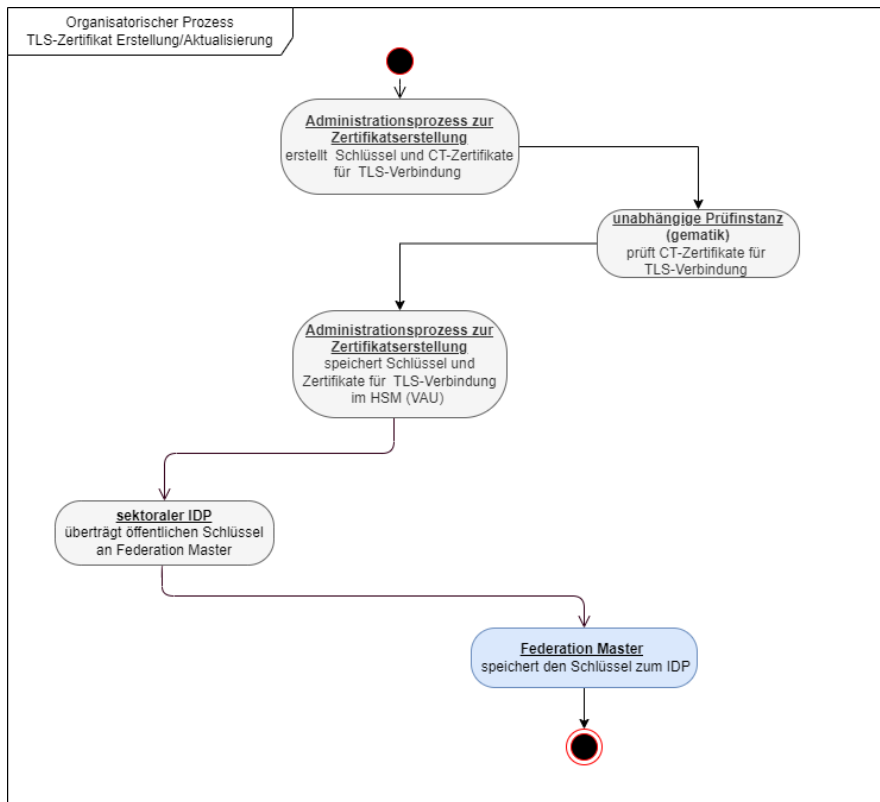 Organisatorischer Prozess
TLS-Zertifikat Erstellung/Aktualisierung
Administrationsprozess zur
Zertifikatserstellung
erstellt Schlüssel und CT-Zertifikate
für TLS-Verbindung
unabhängige Prüfinstanz
(gematik)
prüft CT-Zertifikate für
TLS-Verbindung
Administrationsprozess zur
Zertifikatserstellung
speichert Schlüssel und
Zertifikate für TLS-Verbindung
im HSM (VAU)
sektoraler IDP
überträgt öffentlichen Schlüssel
an Federation Master
Federation Master
speichert den Schlüssel zum IDP